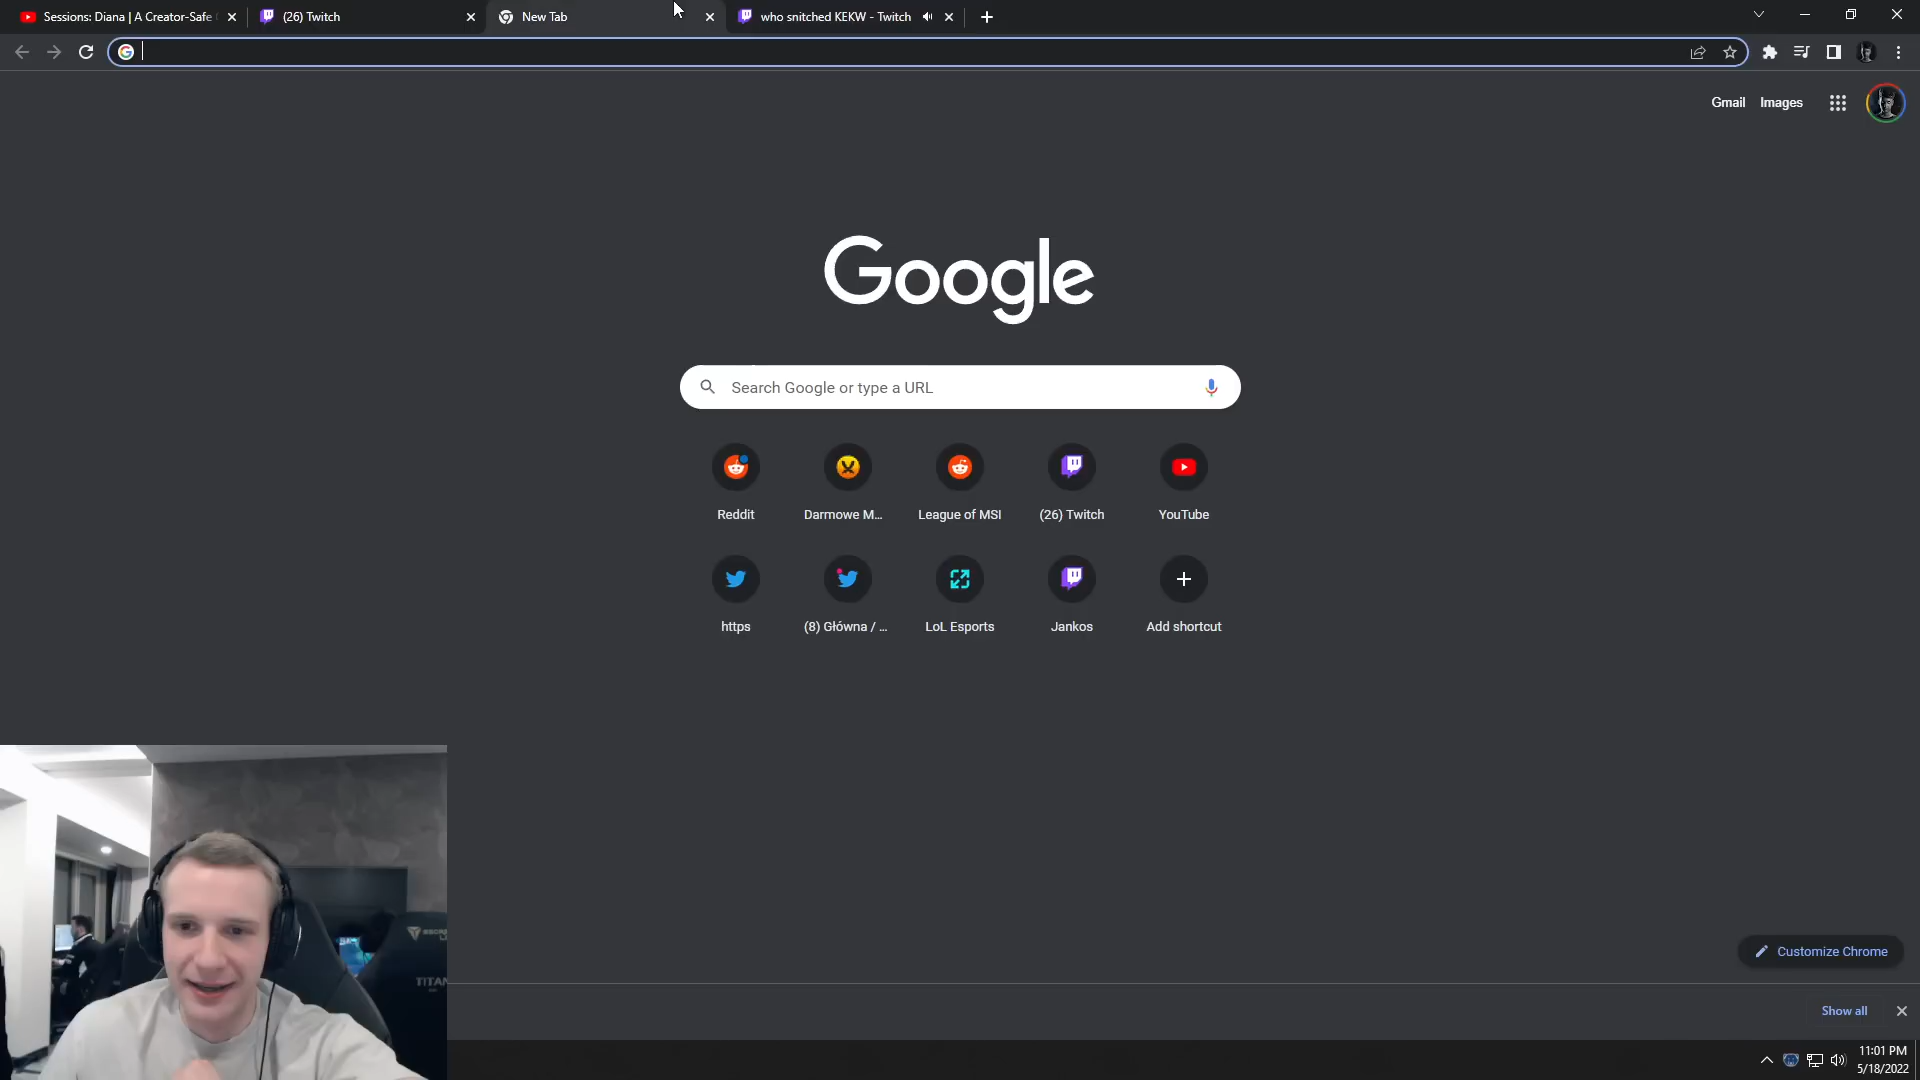 Sessions: Diana | A Creator-Safe
(26) Twitch
New Tab
who snitched KEKW - Twitch
Gmail
Images
Google
Search Google or type a URL
Reddit
Darmowe M...
League of MSI
(26) Twitch
YouTube
https
(8) Główna / ...
LoL Esports
Jankos
Add shortcut
Customize Chrome
TITAN
Show all
11:01 PM
5/18/2022